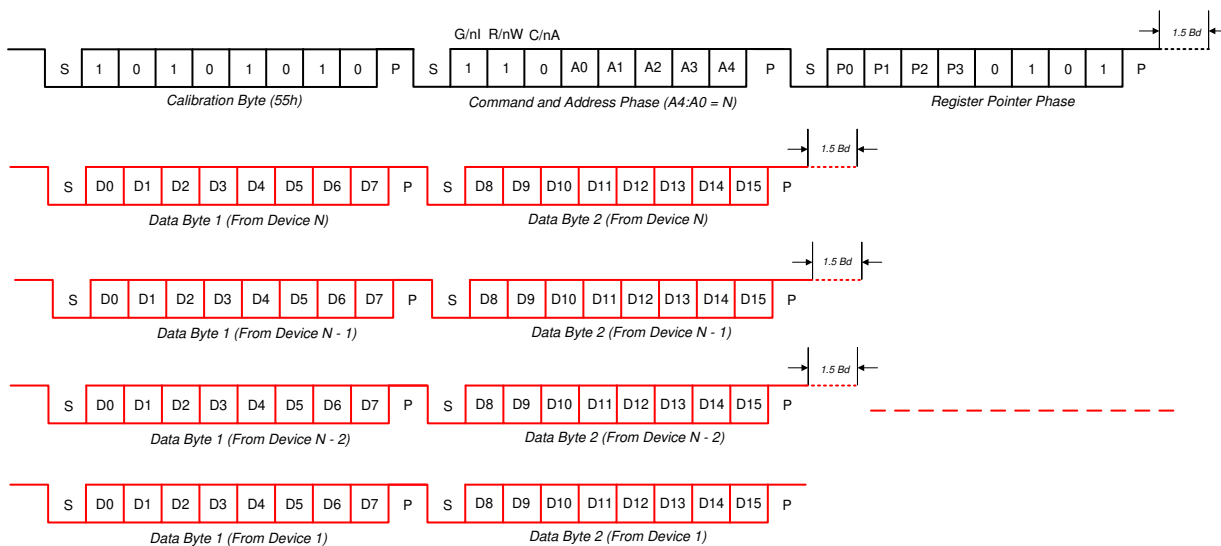 G/nI R/nW C/nA 1.5 Bd
S 1 0 1 0 1 0 1 0 P S 1 1 0 A0 A1 A2 A3 A4 P S P0 P1 P2 P3 0 1 0 1 P
Calibration Byte (55h) Command and Address Phase (A4:A0 = N) Register Pointer Phase
1.5 Bd
S D0 D1 D2 D3 D4 D5 D6 D7 P S D8 D9 D10 D11 D12 D13 D14 D15 P
Data Byte 1 (From Device N) Data Byte 2 (From Device N)
1.5 Bd
S D0 D1 D2 D3 D4 D5 D6 D7 P S D8 D9 D10 D11 D12 D13 D14 D15 P
Data Byte 1 (From Device N - 1) Data Byte 2 (From Device N - 1)
1.5 Bd
S D0 D1 D2 D3 D4 D5 D6 D7 P S D8 D9 D10 D11 D12 D13 D14 D15 P
Data Byte 1 (From Device N - 2) Data Byte 2 (From Device N - 2)
S D0 D1 D2 D3 D4 D5 D6 D7 P S D8 D9 D10 D11 D12 D13 D14 D15 P
Data Byte 1 (From Device 1) Data Byte 2 (From Device 1)